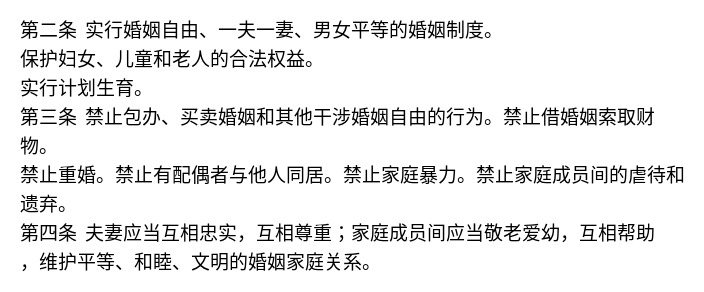 第二条 实行婚姻自由、一夫一妻、男女平等的婚姻制度。
保护妇女、儿童和老人的合法权益。
实行计划生育。
第三条 禁止包办、买卖婚姻和其他干涉婚姻自由的行为。禁止借婚姻索取财
物。
禁止重婚。禁止有配偶者与他人同居。禁止家庭暴力。禁止家庭成员间的虐待和
遗弃。
第四条 夫妻应当互相忠实，互相尊重；家庭成员间应当敬老爱幼，互相帮助
，维护平等、和睦、文明的婚姻家庭关系。